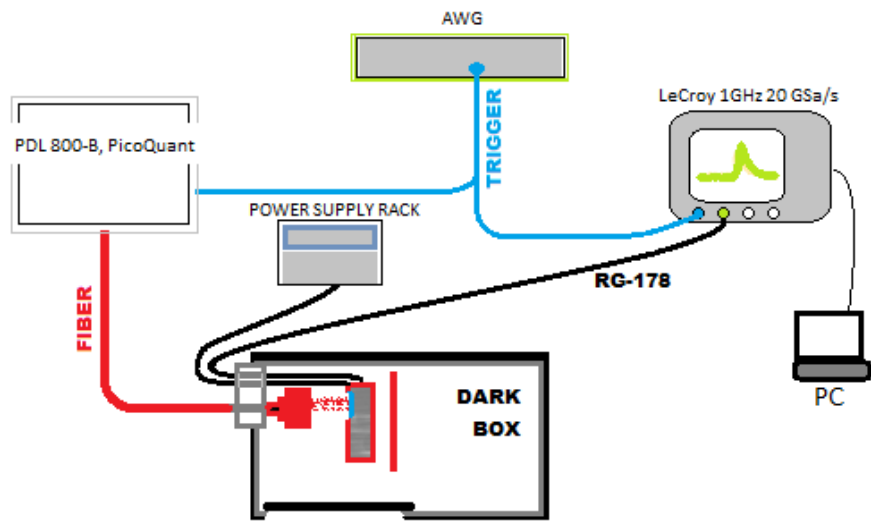 AWG
LeCroy 1GHz 20 GSa/s
PDL 800-B, PicoQuant
TRIGGER
POWER SUPPLY RACK
RG-178
FIBER
DARK
BOX
PC